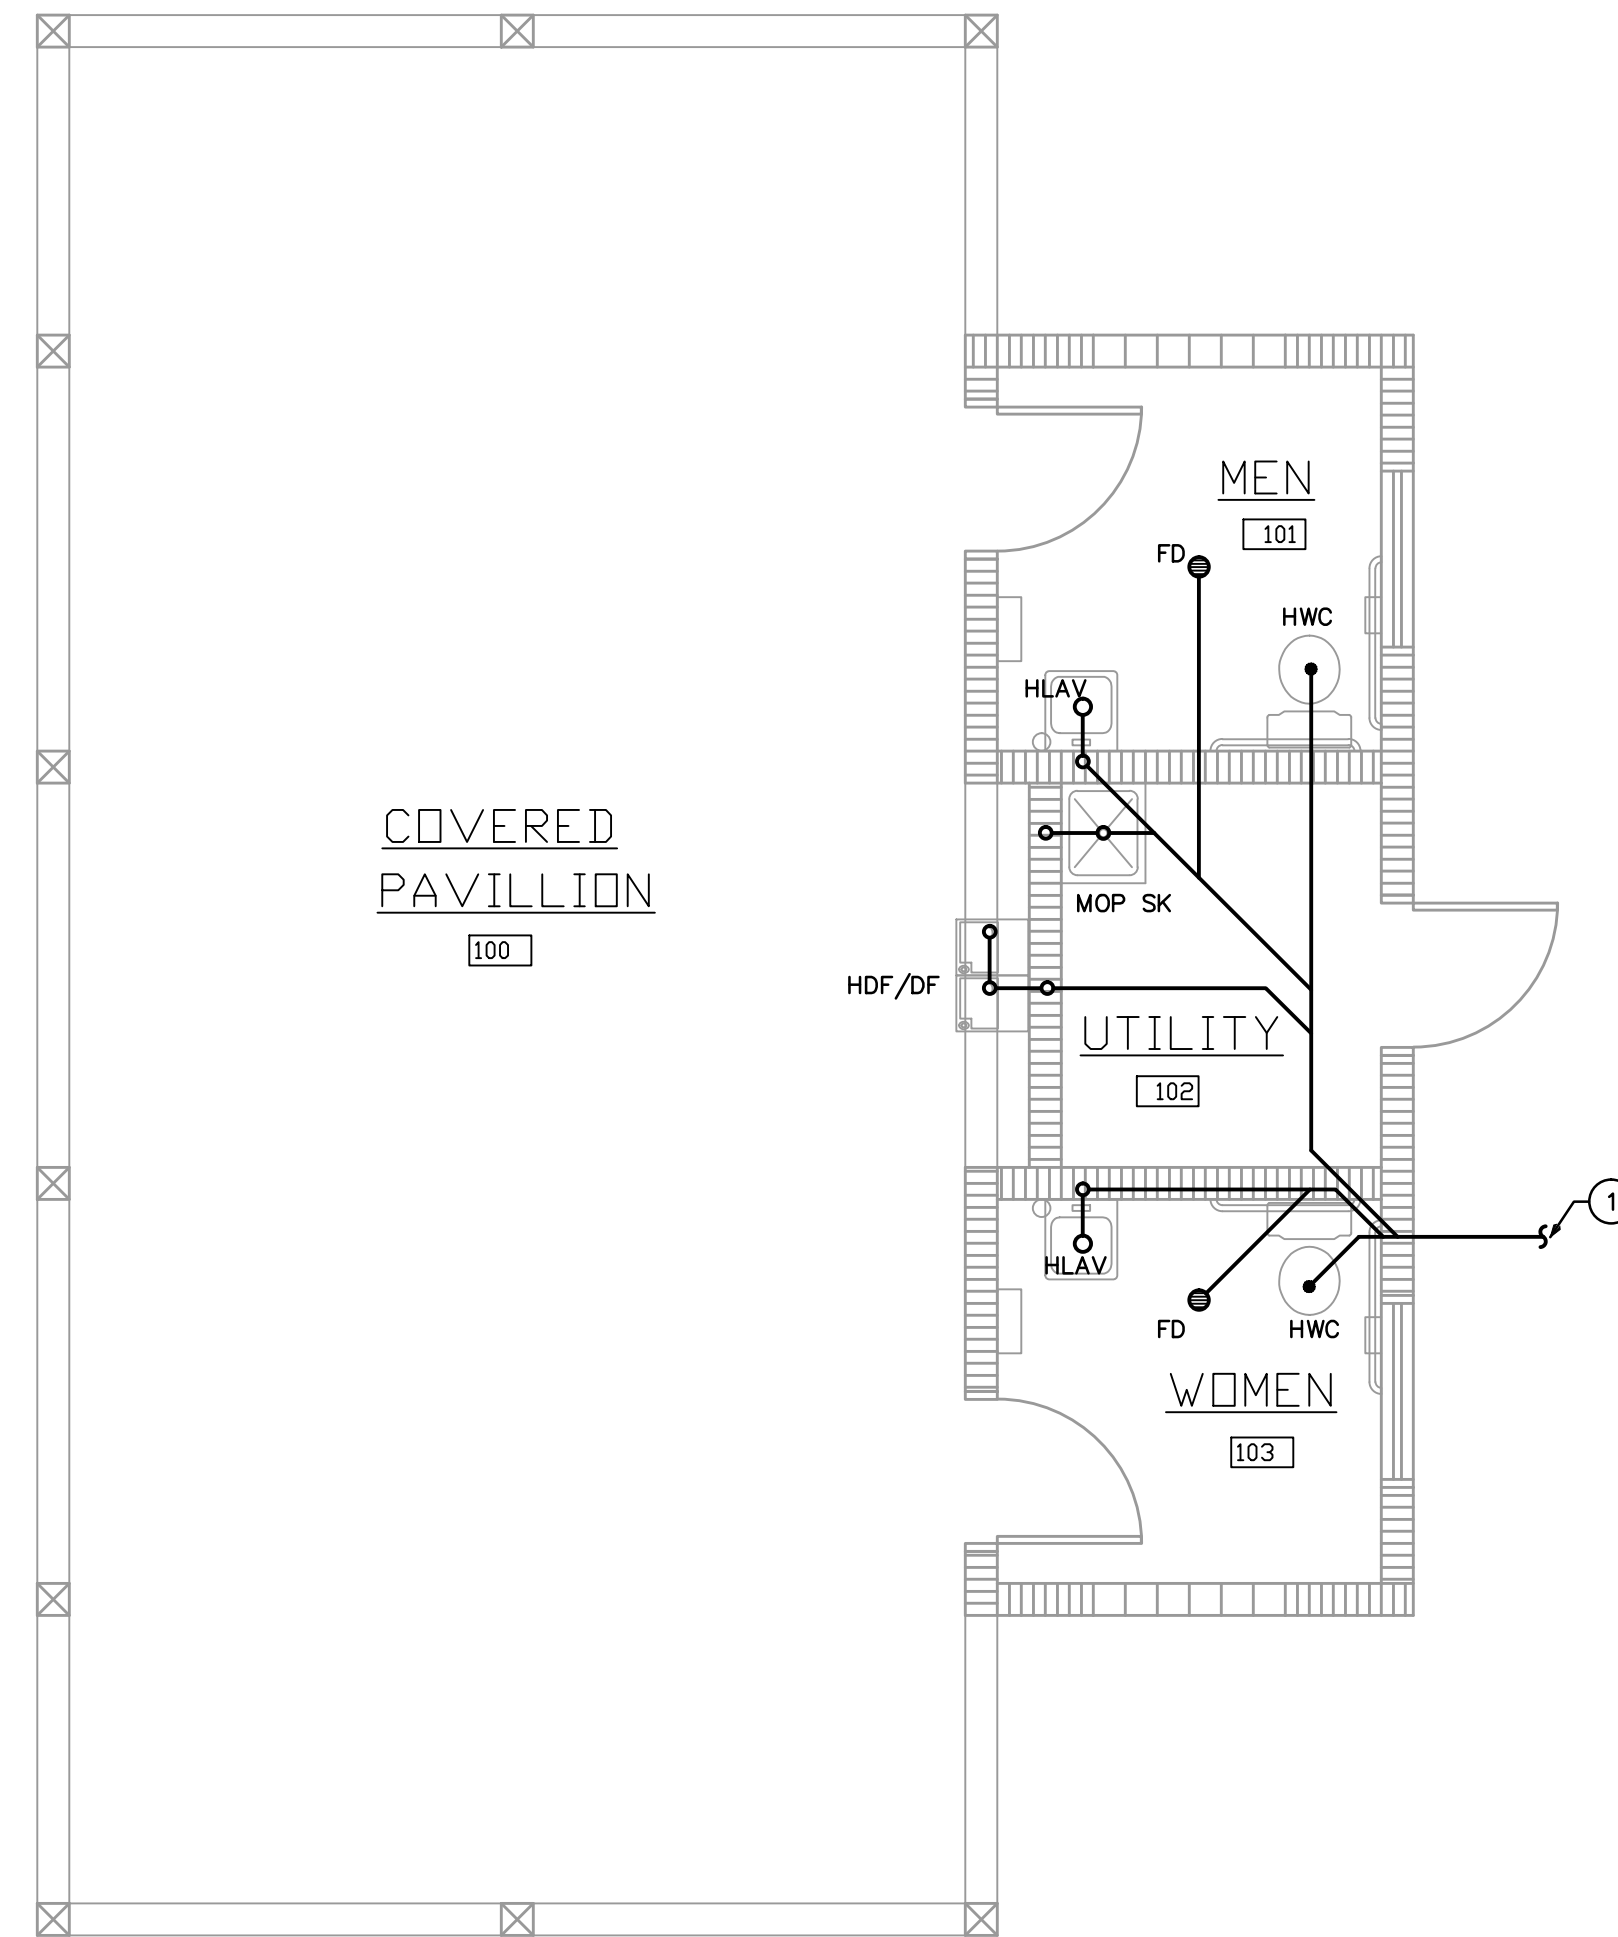 MEN
101
FD
HWC
HLAV
COVERED
PAVILLION
100
MOP SK
HDF/DF
UTILITY
102
1
HLAV
FD
HWC
WOMEN
103